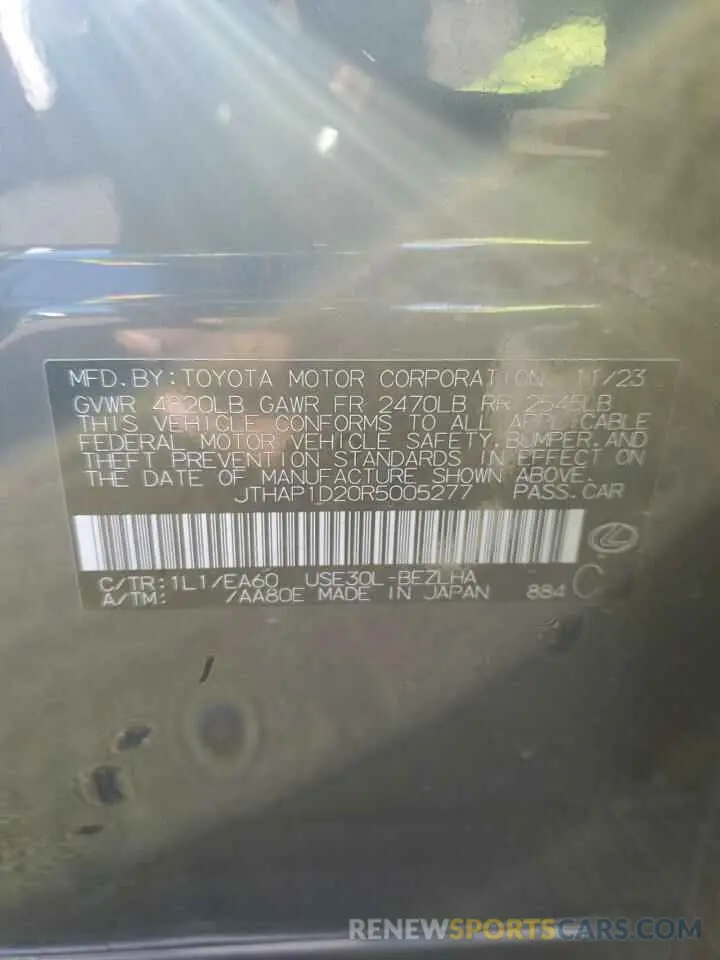 MFD.BY:TOYOTA MOTOR CORPORATION 11/23
GVWR 4820LB GAWR FR 2470LB RR 2545LB
THIS VEHICLE CONFORMS TO ALL APPLICABLE
FEDERAL MOTOR VEHICLE SAFETY,BUMPER,AND
THEFT PREVENTION STANDARDS IN EFFECT ON
THE DATE OF MANUFACTURE SHOWN ABOVE.
JTHAP1D20R5005277 PASS.CAR
C/TR:1L1/EA60 USE30L-BEZLHA
A/TM: /AA80E MADE IN JAPAN 884 C
RENEWSPORTSCARS.COM